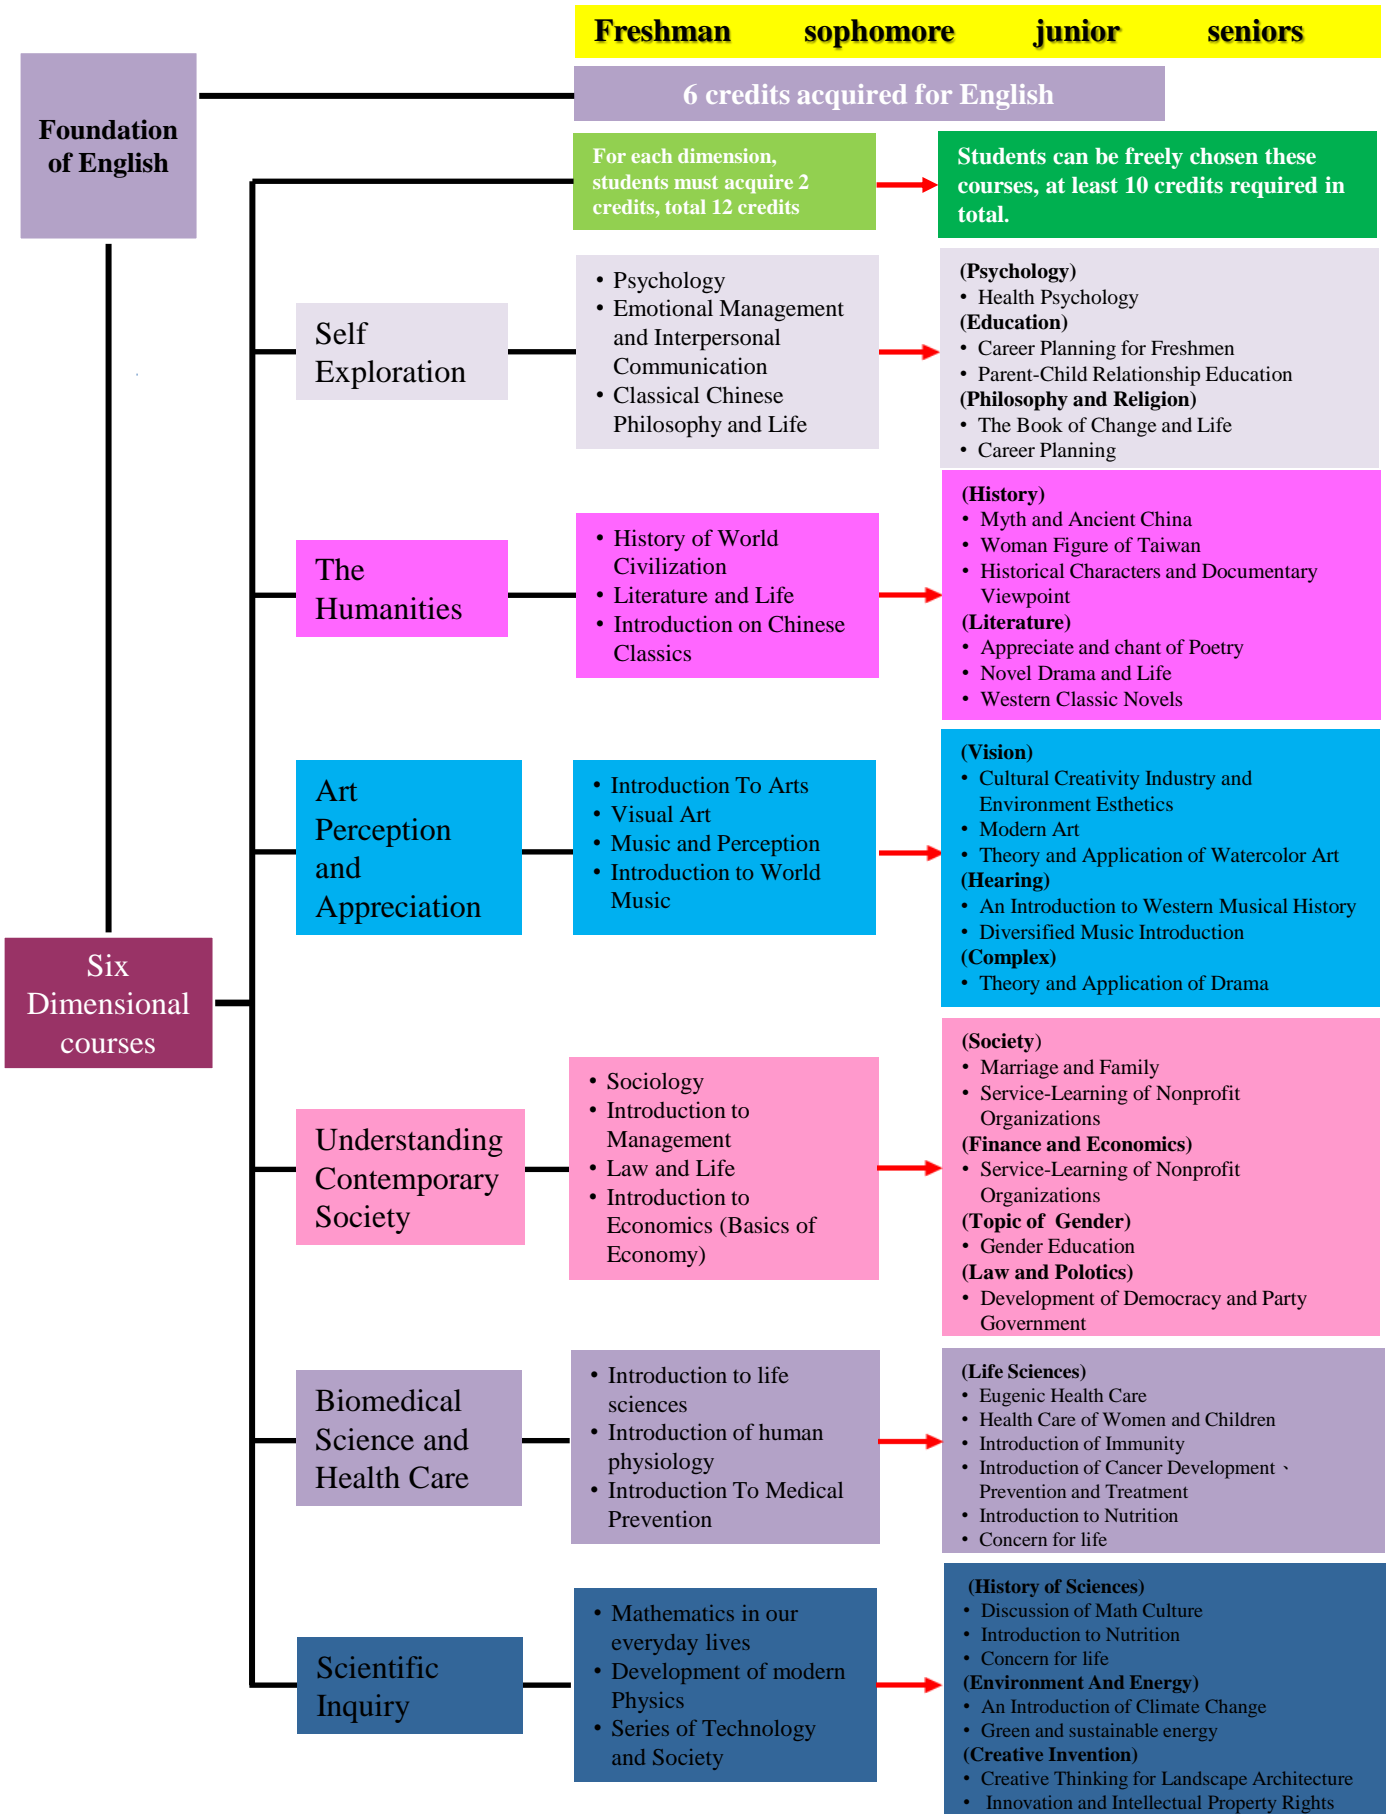 Freshman sophomore junior seniors
Foundation
of English
6 credits acquired for English
For each dimension,
students must acquire 2
credits, total 12 credits
Students can be freely chosen these
courses, at least 10 credits required in
total.
Six
Dimensional
courses
Self
Exploration
• Psychology
• Emotional Management
and Interpersonal
Communication
• Classical Chinese
Philosophy and Life
(Psychology)
• Health Psychology
(Education)
• Career Planning for Freshmen
• Parent-Child Relationship Education
(Philosophy and Religion)
• The Book of Change and Life
• Career Planning
The
Humanities
• History of World
Civilization
• Literature and Life
• Introduction on Chinese
Classics
(History)
• Myth and Ancient China
• Woman Figure of Taiwan
• Historical Characters and Documentary
Viewpoint
(Literature)
• Appreciate and chant of Poetry
• Novel Drama and Life
• Western Classic Novels
Art
Perception
and
Appreciation
• Introduction To Arts
• Visual Art
• Music and Perception
• Introduction to World
Music
(Vision)
• Cultural Creativity Industry and
Environment Esthetics
• Modern Art
• Theory and Application of Watercolor Art
(Hearing)
• An Introduction to Western Musical History
• Diversified Music Introduction
(Complex)
• Theory and Application of Drama
Understanding
Contemporary
Society
• Sociology
• Introduction to
Management
• Law and Life
• Introduction to
Economics (Basics of
Economy)
(Society)
• Marriage and Family
• Service-Learning of Nonprofit
Organizations
(Finance and Economics)
• Service-Learning of Nonprofit
Organizations
(Topic of Gender)
• Gender Education
(Law and Polotics)
• Development of Democracy and Party
Government
Biomedical
Science and
Health Care
• Introduction to life
sciences
• Introduction of human
physiology
• Introduction To Medical
Prevention
(Life Sciences)
• Eugenic Health Care
• Health Care of Women and Children
• Introduction of Immunity
• Introduction of Cancer Development、
Prevention and Treatment
• Introduction to Nutrition
• Concern for life
Scientific
Inquiry
• Mathematics in our
everyday lives
• Development of modern
Physics
• Series of Technology
and Society
(History of Sciences)
• Discussion of Math Culture
• Introduction to Nutrition
• Concern for life
(Environment And Energy)
• An Introduction of Climate Change
• Green and sustainable energy
(Creative Invention)
• Creative Thinking for Landscape Architecture
• Innovation and Intellectual Property Rights